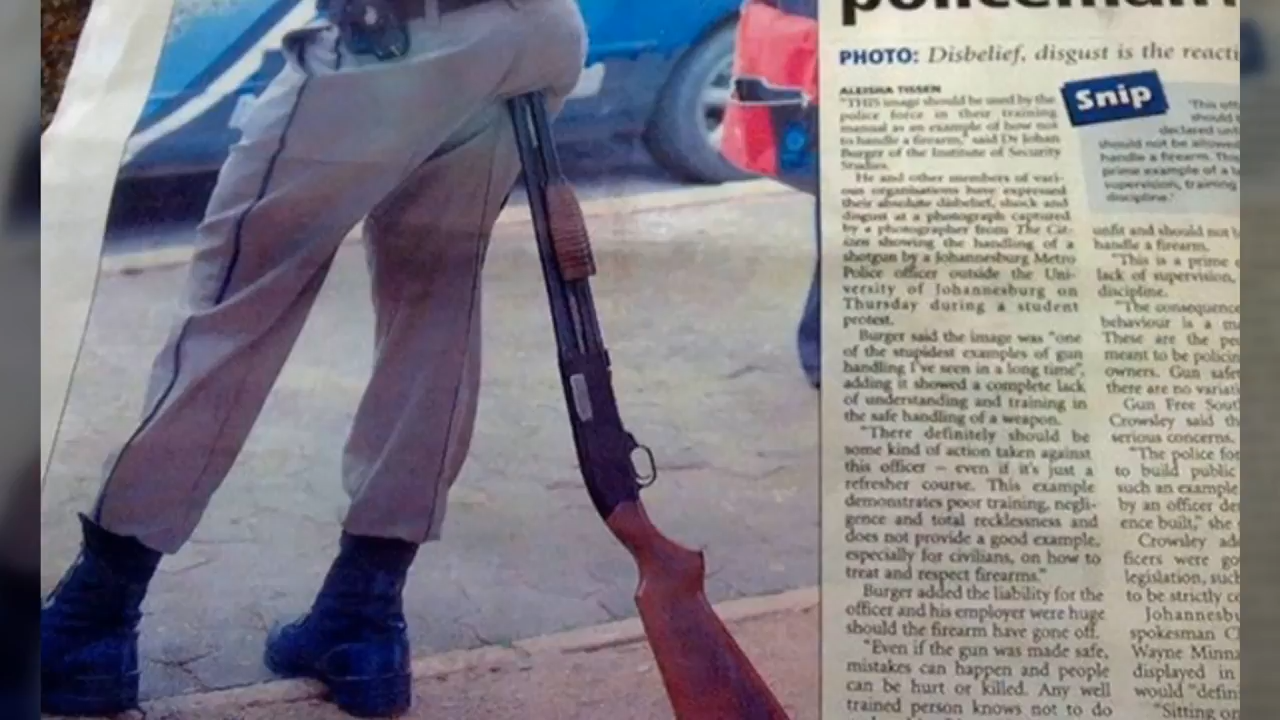 policeman
PHOTO: Disbelief, disgust is the reacti
ALEISHA TISSEN
"THIS image should be used by the
police force in their training
manual as an example of how not
to handle a firearm," said Dr Johan
Burger of the Institute of Security
Studies.
He and other members of vari-
ous organisations have expressed
their absolute disbelief, shock and
disgust at a photograph captured
by a photographer from The Cit-
izen showing the handling of a
shotgun by a Johannesburg Metro
Police officer outside the Uni-
versity of Johannesburg on
Thursday during a student
protest.
Burger said the image was "one
of the stupidest examples of gun
handling I've seen in a long time",
adding it showed a complete lack
of understanding and training in
the safe handling of a weapon.
"There definitely should be
some kind of action taken against
this officer – even if it's just a
refresher course. This example
demonstrates poor training, negli-
gence and total recklessness and
does not provide a good example,
especially for civilians, on how to
treat and respect firearms."
Burger added the liability for the
officer and his employer were huge
should the firearm have gone off.
"Even if the gun was made safe,
mistakes can happen and people
can be hurt or killed. Any well
trained person knows not to do
Snip
"This
should
declared
should not be allowed
handle a firearm. This
prime example of a
supervision, training
discipline."
unfit and should not
handle a firearm.
"This is a prime
lack of supervision,
discipline.
"The consequence
behaviour is a
These are the
meant to be policin
owners. Gun safe
there are no variati
Gun Free Sout
Crowsley said th
serious concerns.
"The police for
to build public
such an example
by an officer de
ence built," she
Crowsley ad
ficers were go
legislation, suc
to be strictly
Johannesbu
spokesman
Wayne Minna
displayed in
would "defin
"Sitting on